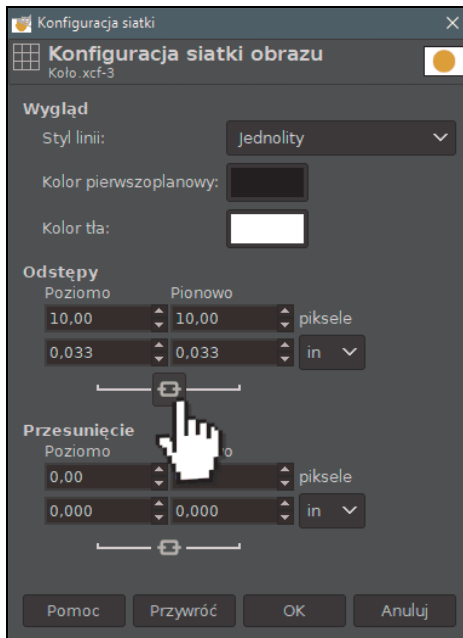 Konfiguracja siatki
Konfiguracja siatki obrazu
Koło.xcf-3
Wygląd
Styl linii: Jednolity
Kolor pierwszoplanowy:
Kolor tła:
Odstępy
Poziomo Pionowo
10,00 10,00 piksele
0,033 0,033 in
Przesunięcie
Poziomo
0,00 piksele
0,000 0,000 in
Pomoc Przywróć OK Anuluj